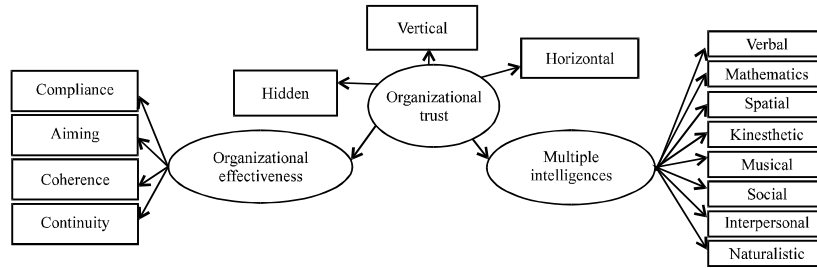 Vertical
Horizontal
Hidden
Organizational
trust
Compliance
Aiming
Coherence
Continuity
Organizational
effectiveness
Multiple
intelligences
Verbal
Mathematics
Spatial
Kinesthetic
Musical
Social
Interpersonal
Naturalistic